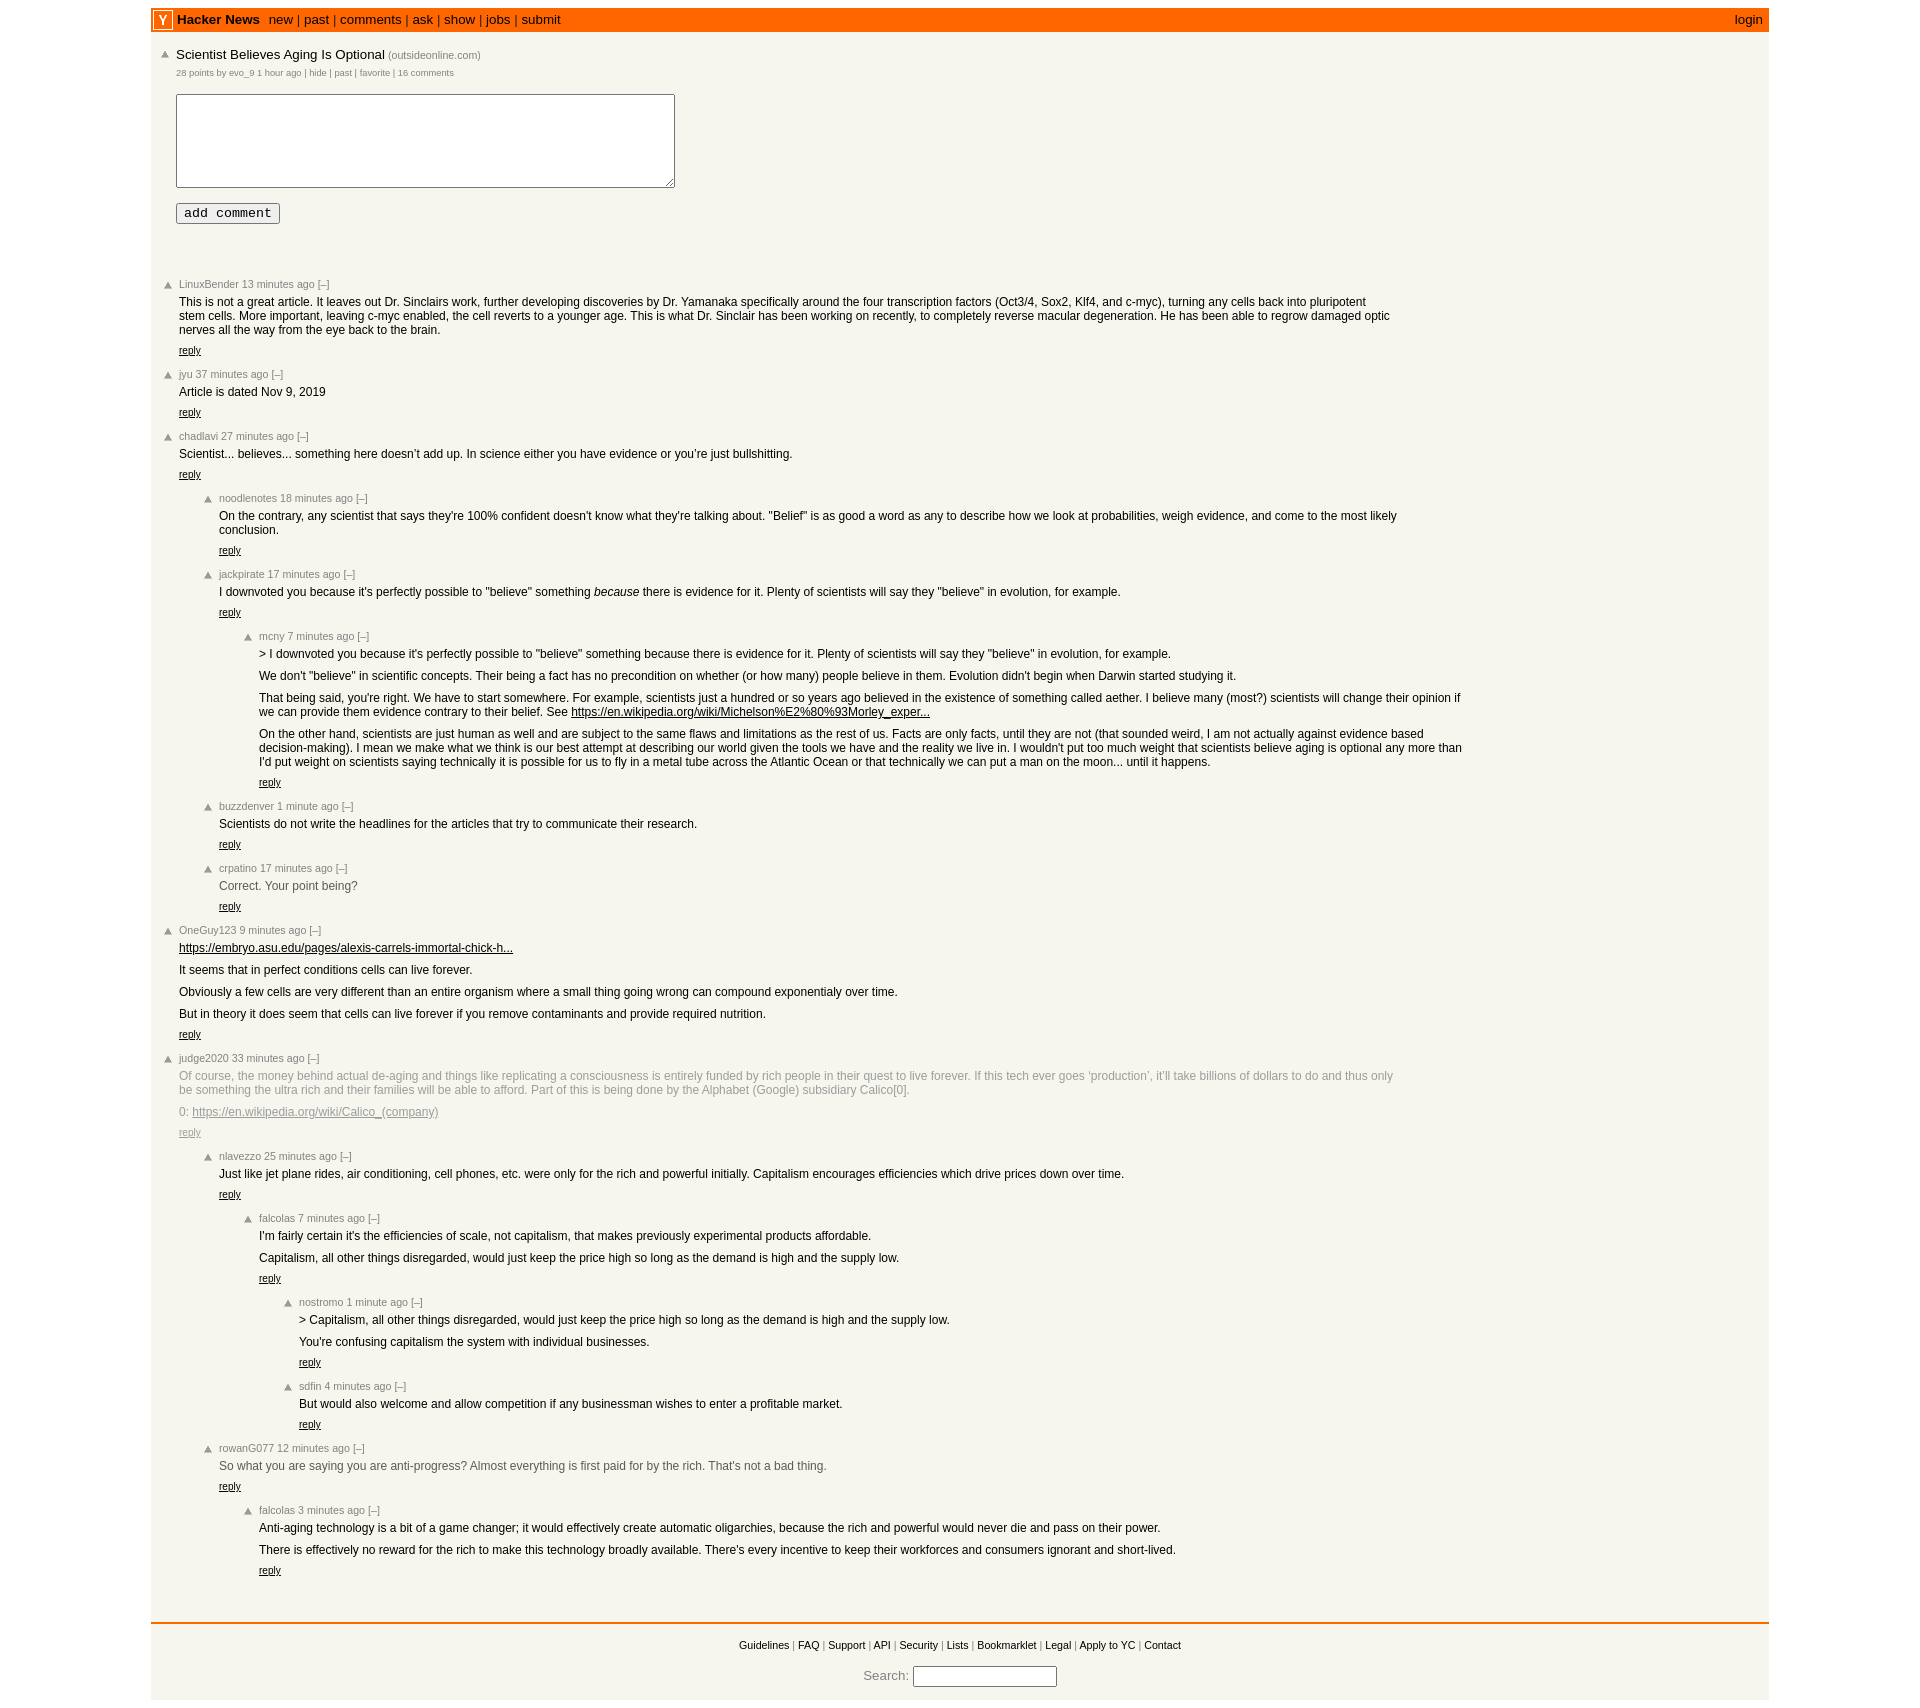 Y Hacker News new | past | comments | ask | show | jobs | submit login
Scientist Believes Aging Is Optional (outsideonline.com)
28 points by evo_9 1 hour ago | hide | past | favorite | 16 comments
add comment
LinuxBender 13 minutes ago [–]
This is not a great article. It leaves out Dr. Sinclairs work, further developing discoveries by Dr. Yamanaka specifically around the four transcription factors (Oct3/4, Sox2, Klf4, and c-myc), turning any cells back into pluripotent
stem cells. More important, leaving c-myc enabled, the cell reverts to a younger age. This is what Dr. Sinclair has been working on recently, to completely reverse macular degeneration. He has been able to regrow damaged optic
nerves all the way from the eye back to the brain.
reply
jyu 37 minutes ago [–]
Article is dated Nov 9, 2019
reply
chadlavi 27 minutes ago [–]
Scientist... believes... something here doesn’t add up. In science either you have evidence or you’re just bullshitting.
reply
noodlenotes 18 minutes ago [–]
On the contrary, any scientist that says they're 100% confident doesn't know what they're talking about. "Belief" is as good a word as any to describe how we look at probabilities, weigh evidence, and come to the most likely
conclusion.
reply
jackpirate 17 minutes ago [–]
I downvoted you because it's perfectly possible to "believe" something because there is evidence for it. Plenty of scientists will say they "believe" in evolution, for example.
reply
mcny 7 minutes ago [–]
> I downvoted you because it's perfectly possible to "believe" something because there is evidence for it. Plenty of scientists will say they "believe" in evolution, for example.
We don't "believe" in scientific concepts. Their being a fact has no precondition on whether (or how many) people believe in them. Evolution didn't begin when Darwin started studying it.
That being said, you're right. We have to start somewhere. For example, scientists just a hundred or so years ago believed in the existence of something called aether. I believe many (most?) scientists will change their opinion if
we can provide them evidence contrary to their belief. See https://en.wikipedia.org/wiki/Michelson%E2%80%93Morley_exper...
On the other hand, scientists are just human as well and are subject to the same flaws and limitations as the rest of us. Facts are only facts, until they are not (that sounded weird, I am not actually against evidence based
decision-making). I mean we make what we think is our best attempt at describing our world given the tools we have and the reality we live in. I wouldn't put too much weight that scientists believe aging is optional any more than
I'd put weight on scientists saying technically it is possible for us to fly in a metal tube across the Atlantic Ocean or that technically we can put a man on the moon... until it happens.
reply
buzzdenver 1 minute ago [–]
Scientists do not write the headlines for the articles that try to communicate their research.
reply
crpatino 17 minutes ago [–]
Correct. Your point being?
reply
OneGuy123 9 minutes ago [–]
https://embryo.asu.edu/pages/alexis-carrels-immortal-chick-h...
It seems that in perfect conditions cells can live forever.
Obviously a few cells are very different than an entire organism where a small thing going wrong can compound exponentialy over time.
But in theory it does seem that cells can live forever if you remove contaminants and provide required nutrition.
reply
judge2020 33 minutes ago [–]
Of course, the money behind actual de-aging and things like replicating a consciousness is entirely funded by rich people in their quest to live forever. If this tech ever goes ‘production’, it’ll take billions of dollars to do and thus only
be something the ultra rich and their families will be able to afford. Part of this is being done by the Alphabet (Google) subsidiary Calico[0].
0: https://en.wikipedia.org/wiki/Calico_(company)
reply
nlavezzo 25 minutes ago [–]
Just like jet plane rides, air conditioning, cell phones, etc. were only for the rich and powerful initially. Capitalism encourages efficiencies which drive prices down over time.
reply
falcolas 7 minutes ago [–]
I'm fairly certain it's the efficiencies of scale, not capitalism, that makes previously experimental products affordable.
Capitalism, all other things disregarded, would just keep the price high so long as the demand is high and the supply low.
reply
nostromo 1 minute ago [–]
> Capitalism, all other things disregarded, would just keep the price high so long as the demand is high and the supply low.
You're confusing capitalism the system with individual businesses.
reply
sdfin 4 minutes ago [–]
But would also welcome and allow competition if any businessman wishes to enter a profitable market.
reply
rowanG077 12 minutes ago [–]
So what you are saying you are anti-progress? Almost everything is first paid for by the rich. That's not a bad thing.
reply
falcolas 3 minutes ago [–]
Anti-aging technology is a bit of a game changer; it would effectively create automatic oligarchies, because the rich and powerful would never die and pass on their power.
There is effectively no reward for the rich to make this technology broadly available. There's every incentive to keep their workforces and consumers ignorant and short-lived.
reply
Guidelines | FAQ | Support | API | Security | Lists | Bookmarklet | Legal | Apply to YC | Contact
Search: